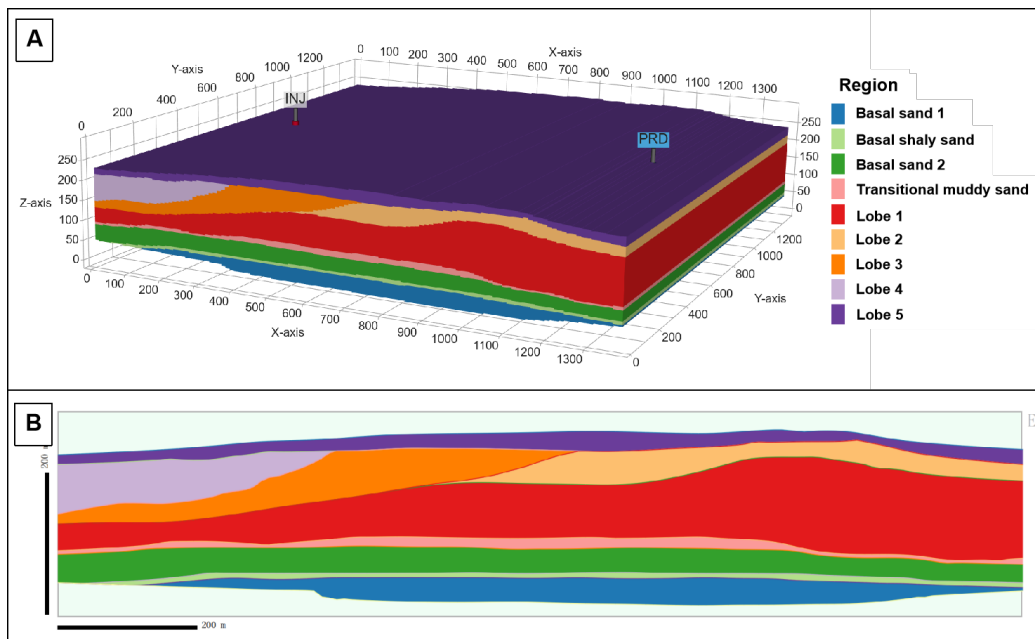 A
X-axis
0 100 200 300 400 500 600 700 800 900 1000 1100 1200 1300
Y-axis
0 200 400 600 800 1000 1200
INJ
PRD
250
200
150
100
50
0
Z-axis
250
200
150
100
50
0
0 100 200 300 400 500 600 700 800 900 1000 1100 1200 1300
X-axis
0 200 400 600 800 1000 1200
Y-axis
Region
Basal sand 1
Basal shaly sand
Basal sand 2
Transitional muddy sand
Lobe 1
Lobe 2
Lobe 3
Lobe 4
Lobe 5
B
E
200 m
200 m